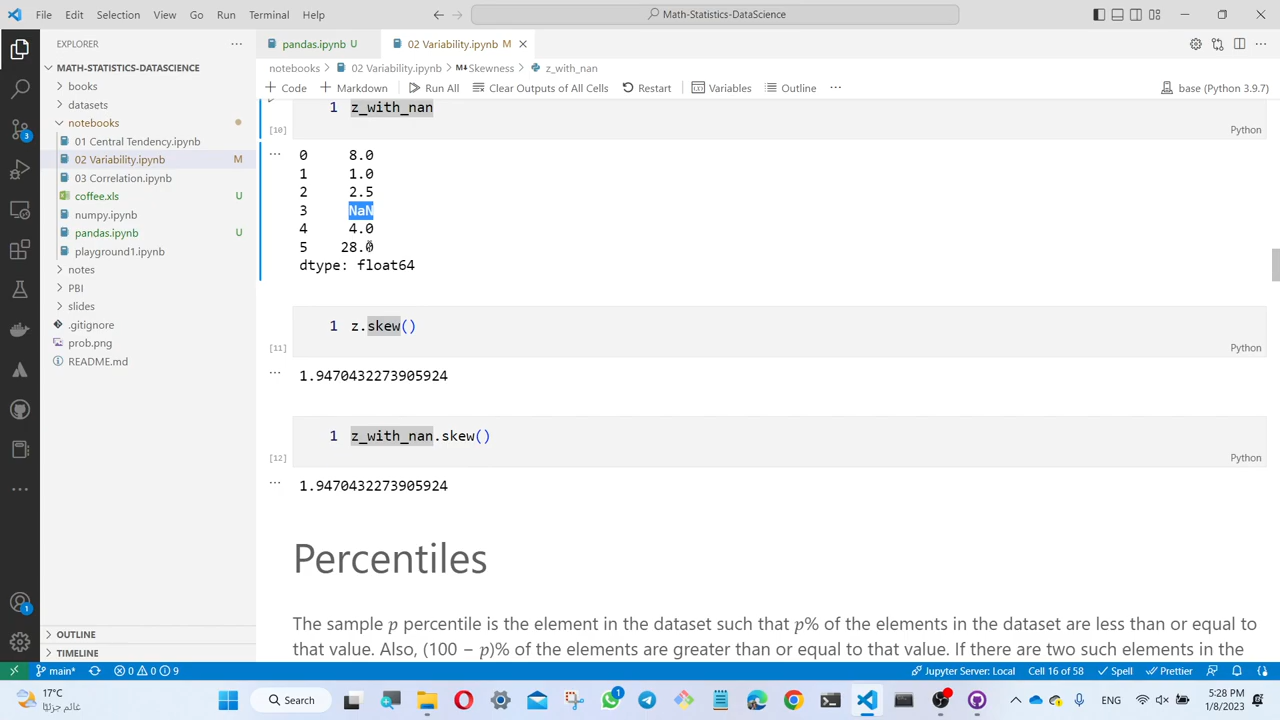 File Edit Selection View Go Run Terminal Help
Math-Statistics-DataScience
EXPLORER
MATH-STATISTICS-DATASCIENCE
books
datasets
notebooks
01 Central Tendency.ipynb
02 Variability.ipynb M
03 Correlation.ipynb
coffee.xls U
numpy.ipynb
pandas.ipynb U
playground1.ipynb
notes
PBI
slides
.gitignore
prob.png
README.md
OUTLINE
TIMELINE
pandas.ipynb U
02 Variability.ipynb M
notebooks > 02 Variability.ipynb > M↓Skewness > z_with_nan
+ Code + Markdown Run All Clear Outputs of All Cells Restart Variables Outline ...
base (Python 3.9.7)
1 z_with_nan
[10] Python
0 8.0
1 1.0
2 2.5
3 NaN
4 4.0
5 28.0
dtype: float64
1 z.skew()
[11] Python
1.9470432273905924
1 z_with_nan.skew()
[12] Python
1.9470432273905924
Percentiles
The sample p percentile is the element in the dataset such that p% of the elements in the dataset are less than or equal to
that value. Also, (100 − p)% of the elements are greater than or equal to that value. If there are two such elements in the
main* 0 0 9 Jupyter Server: Local Cell 16 of 58 Spell Prettier
17°C
غائم جزئيًا
Search
ENG
5:28 PM
1/8/2023